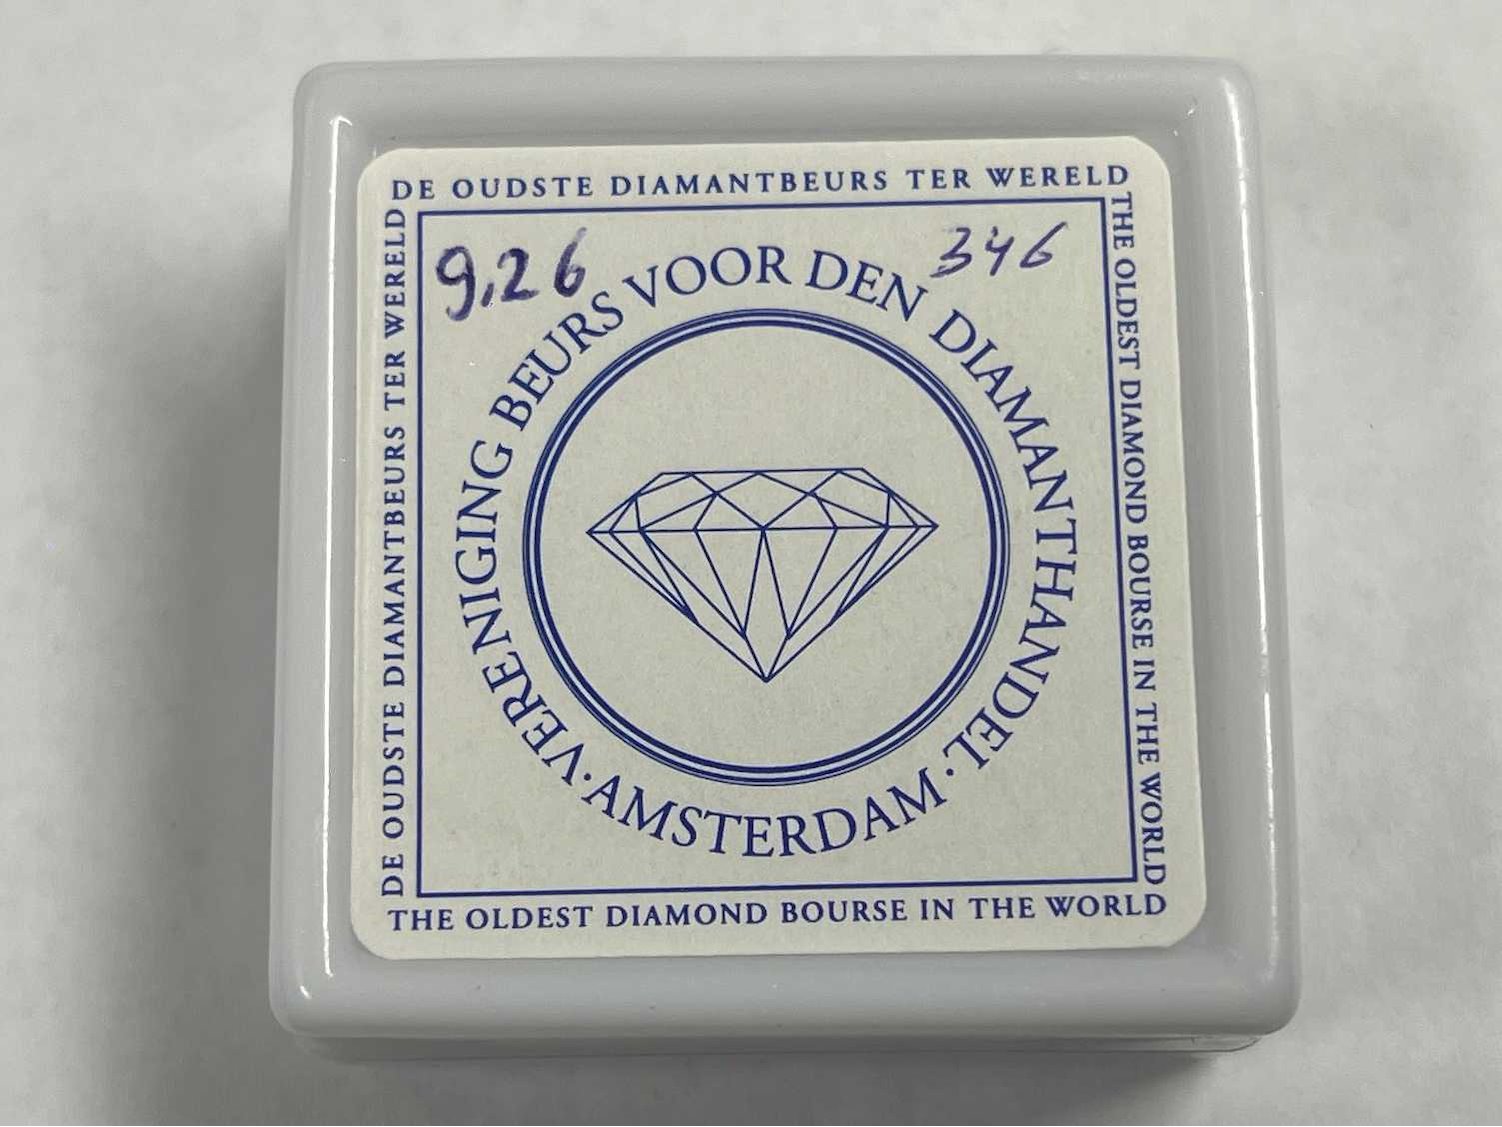 DE OUDSTE DIAMANTBEURS TER WERELD
DE OUDSTE DIAMANTBEURS TER WERELD
THE OLDEST DIAMOND BOURSE IN THE WORLD
9,26
346
VERENIGING BEURS VOOR DEN DIAMANTHANDEL
· AMSTERDAM ·
THE OLDEST DIAMOND BOURSE IN THE WORLD